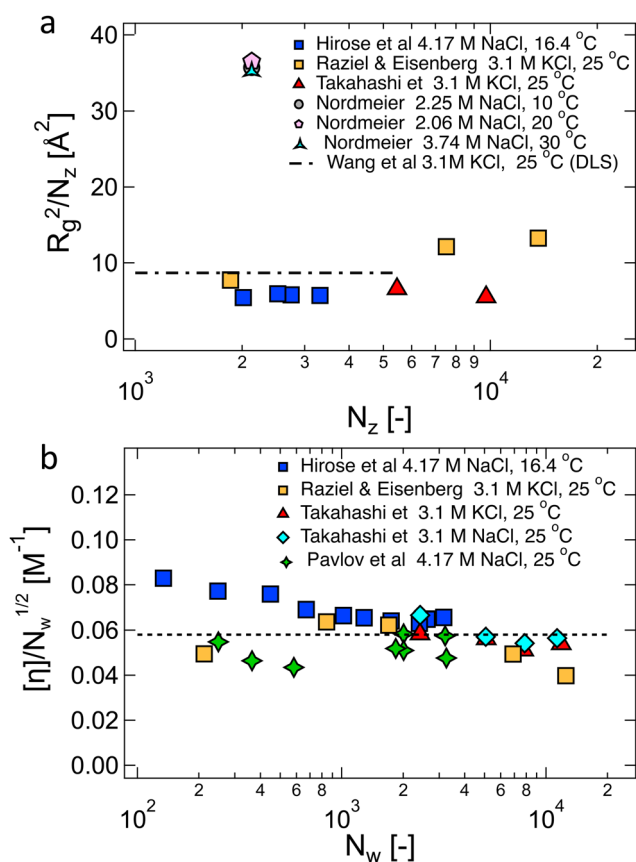 a
40
30
20
10
0
R_g^2/N_z [Å^2]
Hirose et al 4.17 M NaCl, 16.4 °C
Raziel & Eisenberg 3.1 M KCl, 25 °C
Takahashi et 3.1 M KCl, 25 °C
Nordmeier 2.25 M NaCl, 10 °C
Nordmeier 2.06 M NaCl, 20 °C
Nordmeier 3.74 M NaCl, 30 °C
Wang et al 3.1M KCl, 25 °C (DLS)
10^3 2 3 4 5 6 7 8 9 10^4 2
N_z [-]
b
0.12
0.10
0.08
0.06
0.04
0.02
0.00
[η]/N_w^1/2 [M^-1]
Hirose et al 4.17 M NaCl, 16.4 °C
Raziel & Eisenberg 3.1 M KCl, 25 °C
Takahashi et 3.1 M KCl, 25 °C
Takahashi et 3.1 M NaCl, 25 °C
Pavlov et al 4.17 M NaCl, 25 °C
10^2 2 4 6 8 10^3 2 4 6 8 10^4 2
N_w [-]